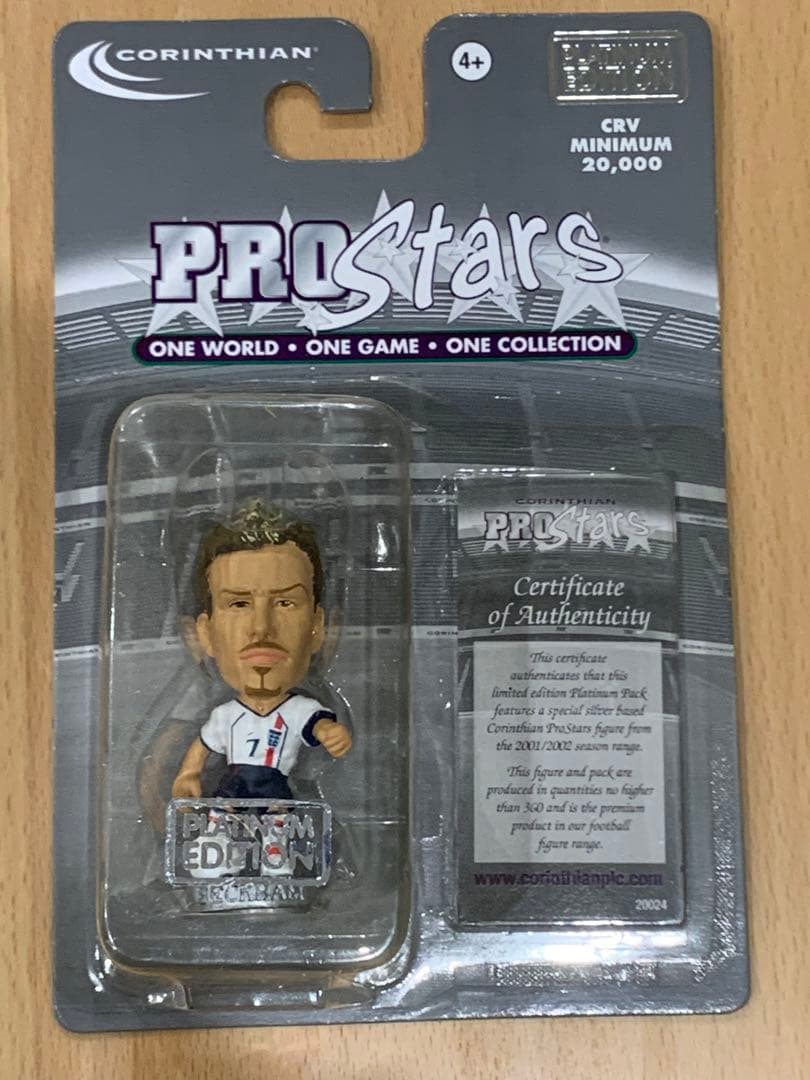 CORINTHIAN
4+
PLATINUM
EDITION
CRV
MINIMUM
20,000
PROStars
ONE WORLD • ONE GAME • ONE COLLECTION
7
PLATINUM
EDITION
BECKHAM
CORINTHIAN
PROStars
Certificate
of Authenticity
This certificate
authenticates that this
limited edition Platinum Pack
features a special silver based
Corinthian ProStars figure from
the 2001/2002 season range.
This figure and pack are
produced in quantities no higher
than 360 and is the premium
product in our football
figure range.
www.corinthianplc.com
20024